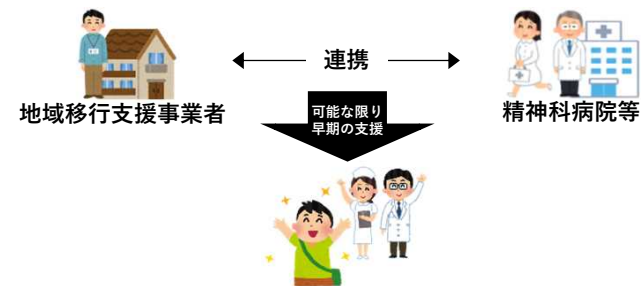 連携
地域移行支援事業者
精神科病院等
可能な限り
早期の支援